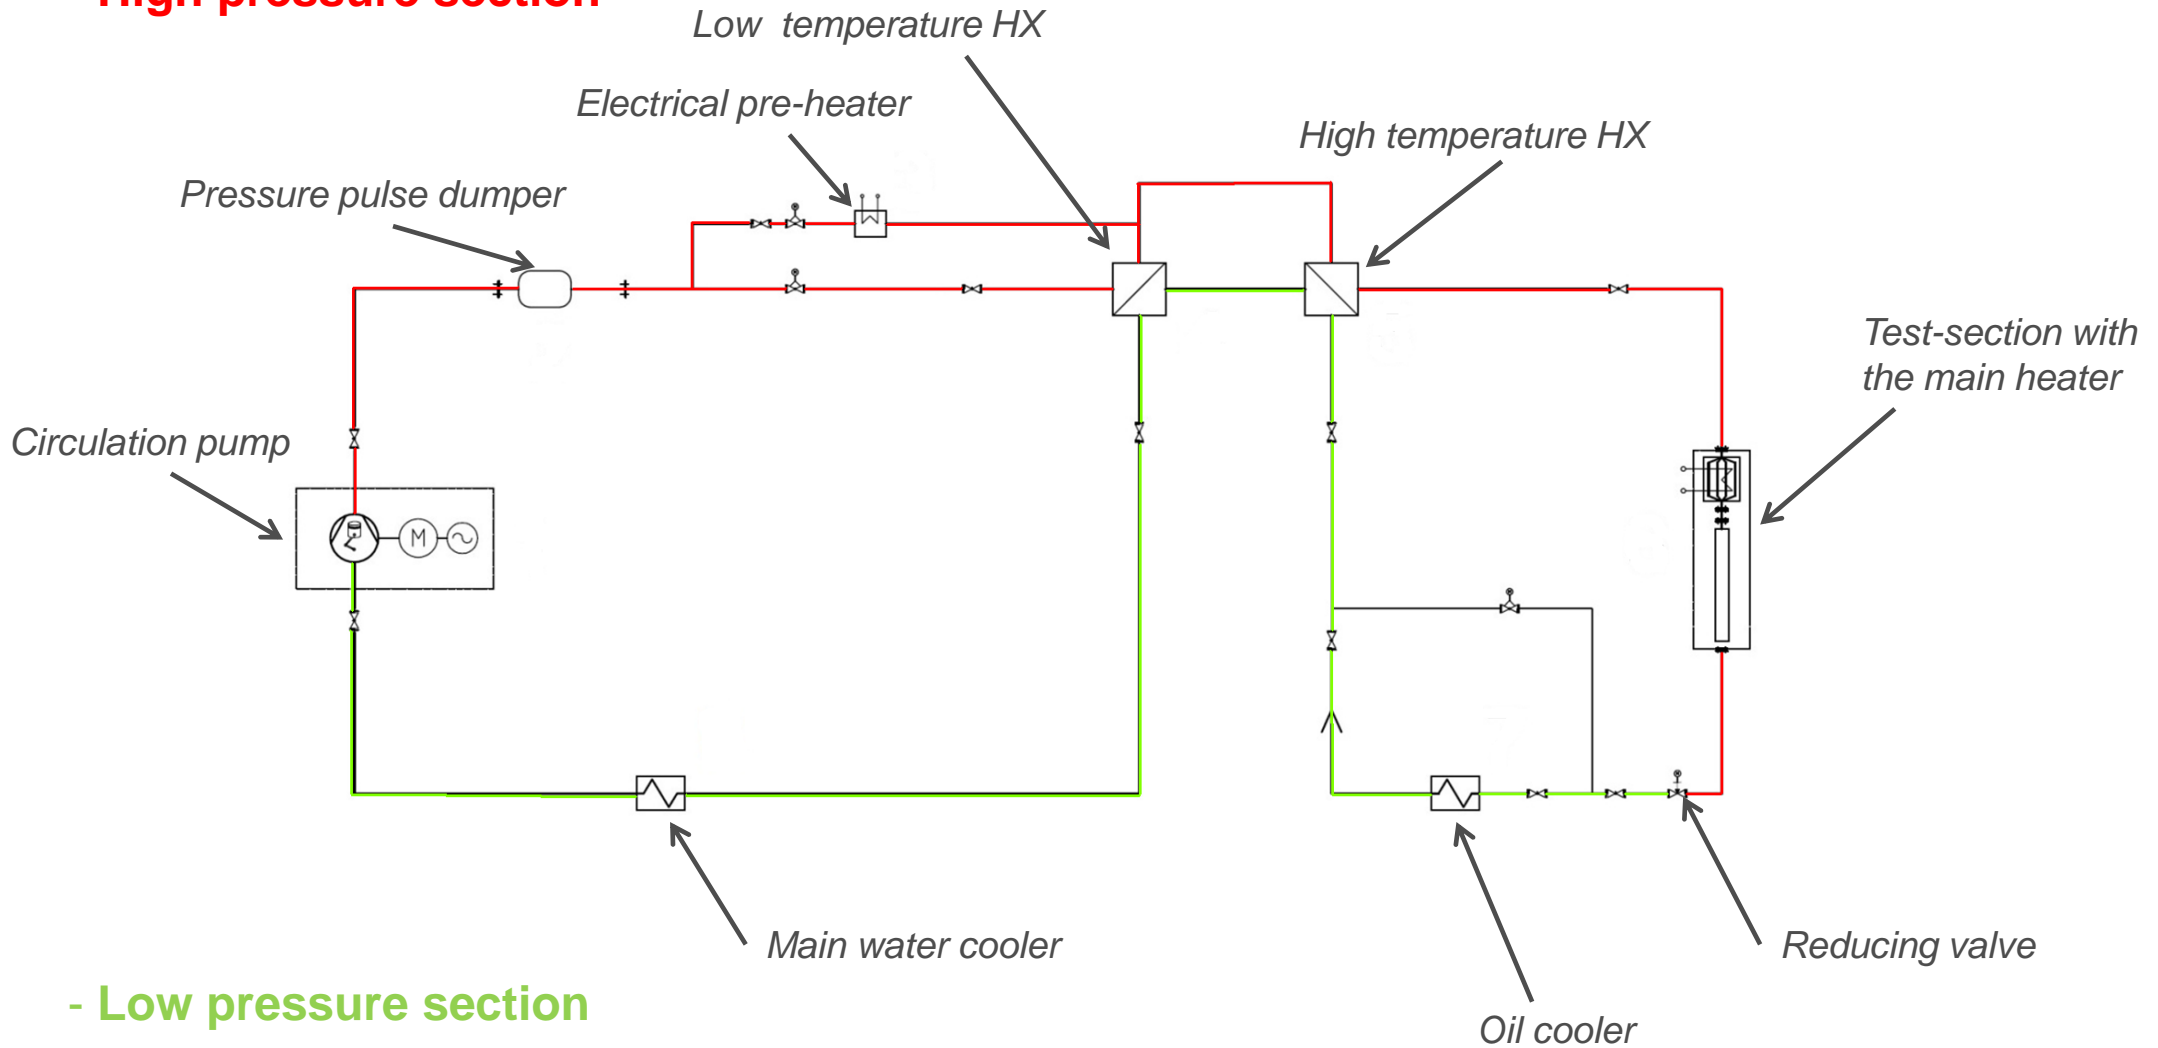 High pressure section
Low temperature HX
Electrical pre-heater
High temperature HX
Pressure pulse dumper
Test-section with
the main heater
Circulation pump
M
Main water cooler
Reducing valve
- Low pressure section
Oil cooler